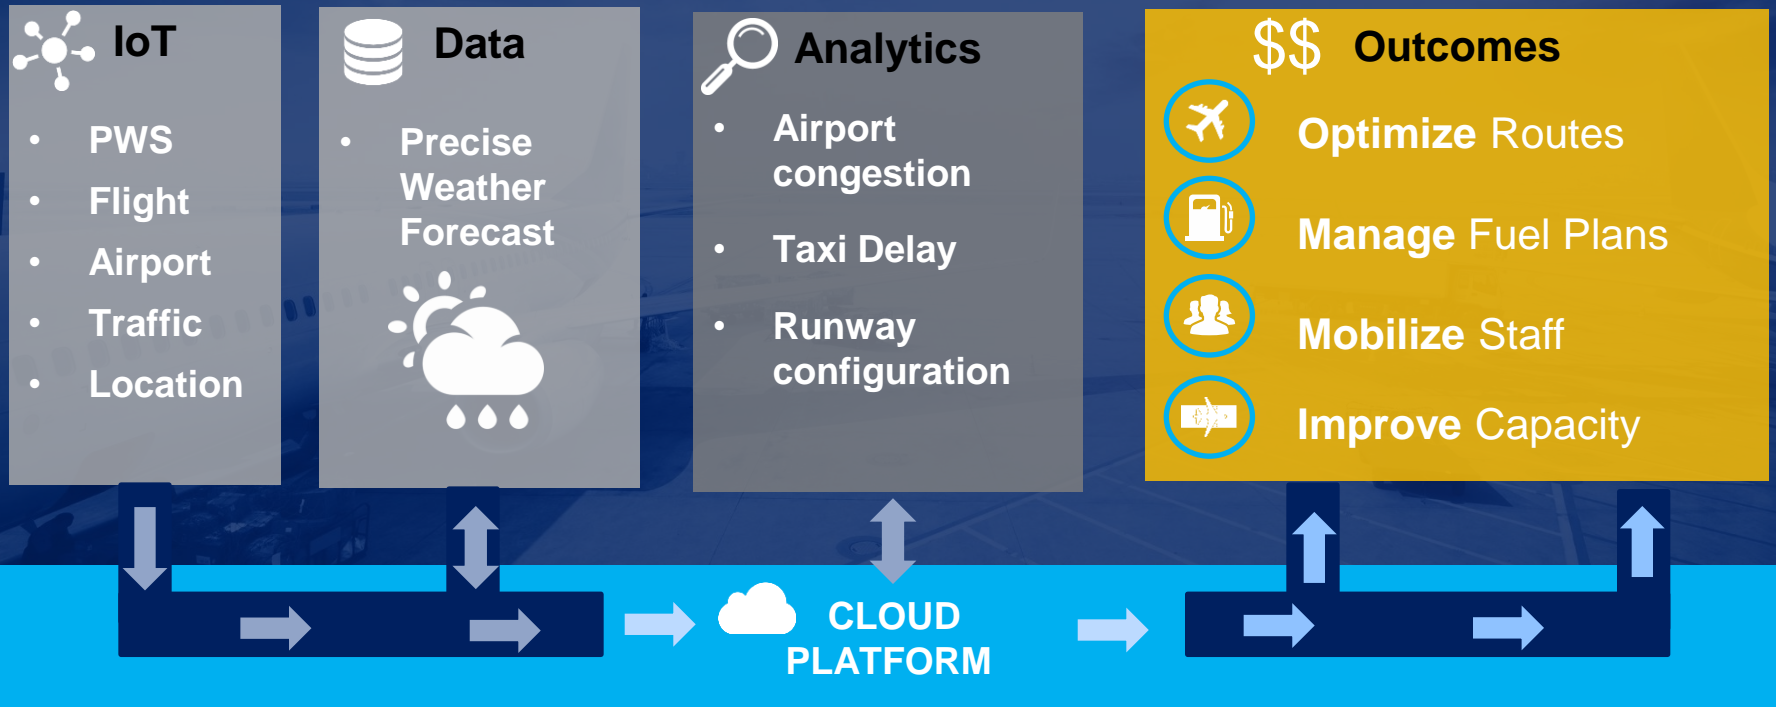 IoT
• PWS
• Flight
• Airport
• Traffic
• Location
Data
• Precise
Weather
Forecast
Analytics
• Airport
congestion
• Taxi Delay
• Runway
configuration
$$ Outcomes
Optimize Routes
Manage Fuel Plans
Mobilize Staff
Improve Capacity
CLOUD
PLATFORM